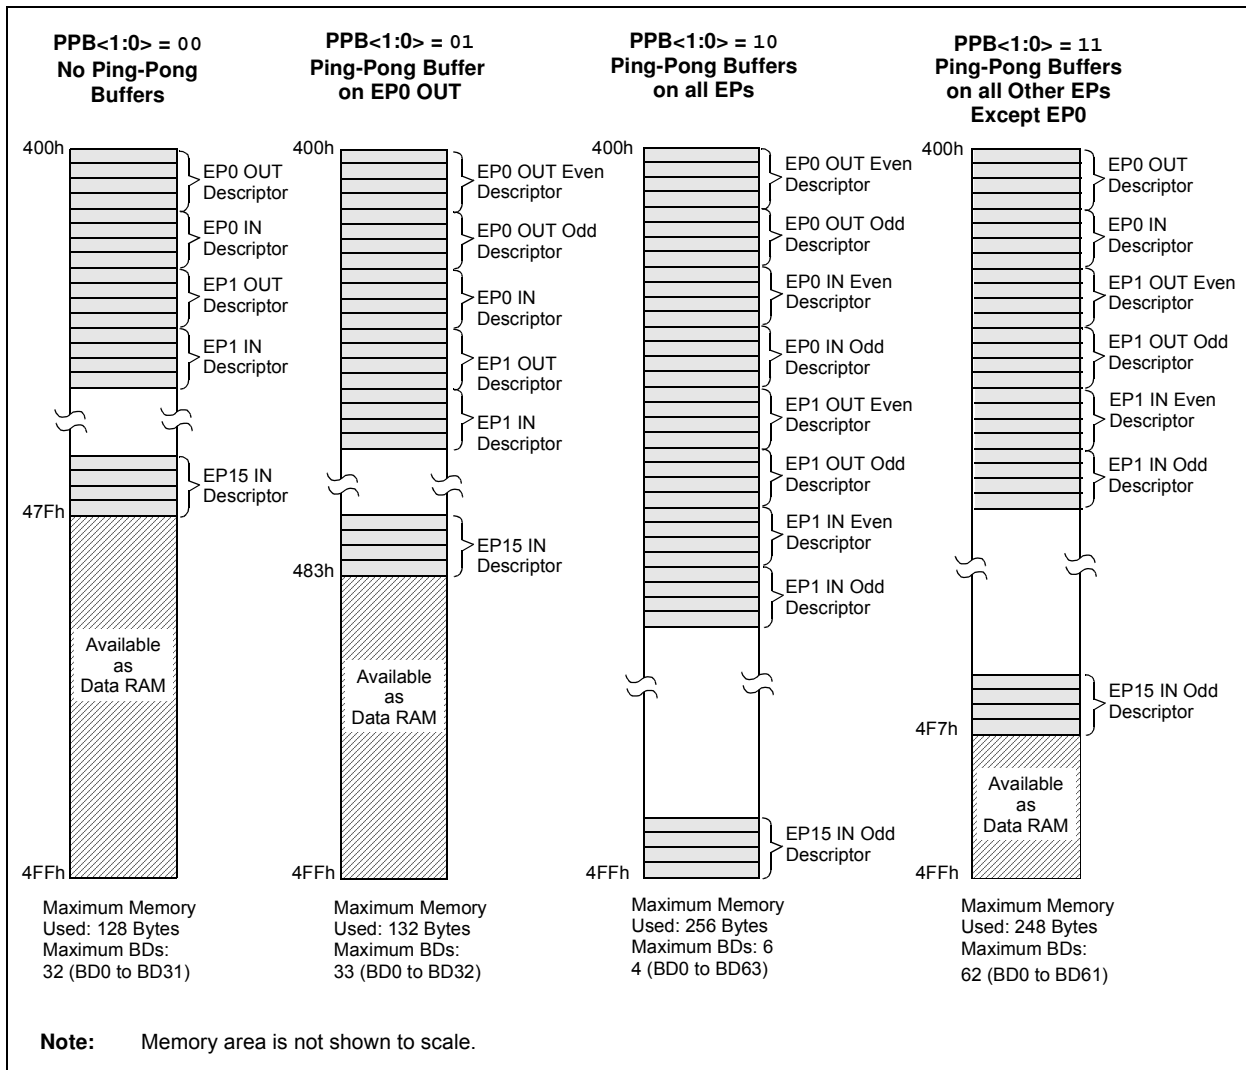 PPB<1:0> = 00
No Ping-Pong
Buffers
400h
EP0 OUT
Descriptor
EP0 IN
Descriptor
EP1 OUT
Descriptor
EP1 IN
Descriptor
EP15 IN
Descriptor
47Fh
Available
as
Data RAM
4FFh
Maximum Memory
Used: 128 Bytes
Maximum BDs:
32 (BD0 to BD31)
PPB<1:0> = 01
Ping-Pong Buffer
on EP0 OUT
400h
EP0 OUT Even
Descriptor
EP0 OUT Odd
Descriptor
EP0 IN
Descriptor
EP1 OUT
Descriptor
EP1 IN
Descriptor
EP15 IN
Descriptor
483h
Available
as
Data RAM
4FFh
Maximum Memory
Used: 132 Bytes
Maximum BDs:
33 (BD0 to BD32)
PPB<1:0> = 10
Ping-Pong Buffers
on all EPs
400h
EP0 OUT Even
Descriptor
EP0 OUT Odd
Descriptor
EP0 IN Even
Descriptor
EP0 IN Odd
Descriptor
EP1 OUT Even
Descriptor
EP1 OUT Odd
Descriptor
EP1 IN Even
Descriptor
EP1 IN Odd
Descriptor
EP15 IN Odd
Descriptor
4FFh
Maximum Memory
Used: 256 Bytes
Maximum BDs: 6
4 (BD0 to BD63)
PPB<1:0> = 11
Ping-Pong Buffers
on all Other EPs
Except EP0
400h
EP0 OUT
Descriptor
EP0 IN
Descriptor
EP1 OUT Even
Descriptor
EP1 OUT Odd
Descriptor
EP1 IN Even
Descriptor
EP1 IN Odd
Descriptor
EP15 IN Odd
Descriptor
4F7h
Available
as
Data RAM
4FFh
Maximum Memory
Used: 248 Bytes
Maximum BDs:
62 (BD0 to BD61)
Note: Memory area is not shown to scale.